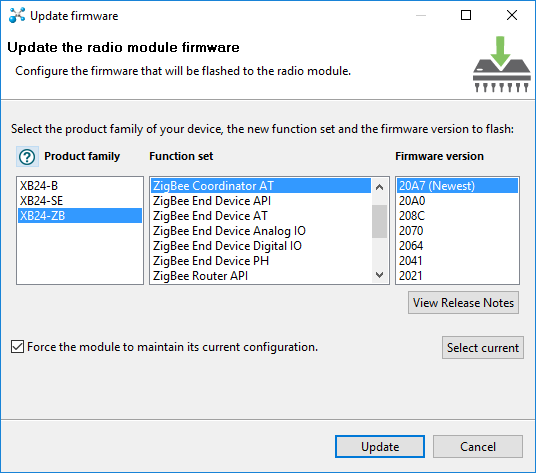 Update firmware
Update the radio module firmware
Configure the firmware that will be flashed to the radio module.
Select the product family of your device, the new function set and the firmware version to flash:
? Product family
XB24-B
XB24-SE
XB24-ZB
Function set
ZigBee Coordinator AT
ZigBee End Device API
ZigBee End Device AT
ZigBee End Device Analog IO
ZigBee End Device Digital IO
ZigBee End Device PH
ZigBee Router API
Firmware version
20A7 (Newest)
20A0
208C
2070
2064
2041
2021
View Release Notes
Force the module to maintain its current configuration.
Select current
Update
Cancel